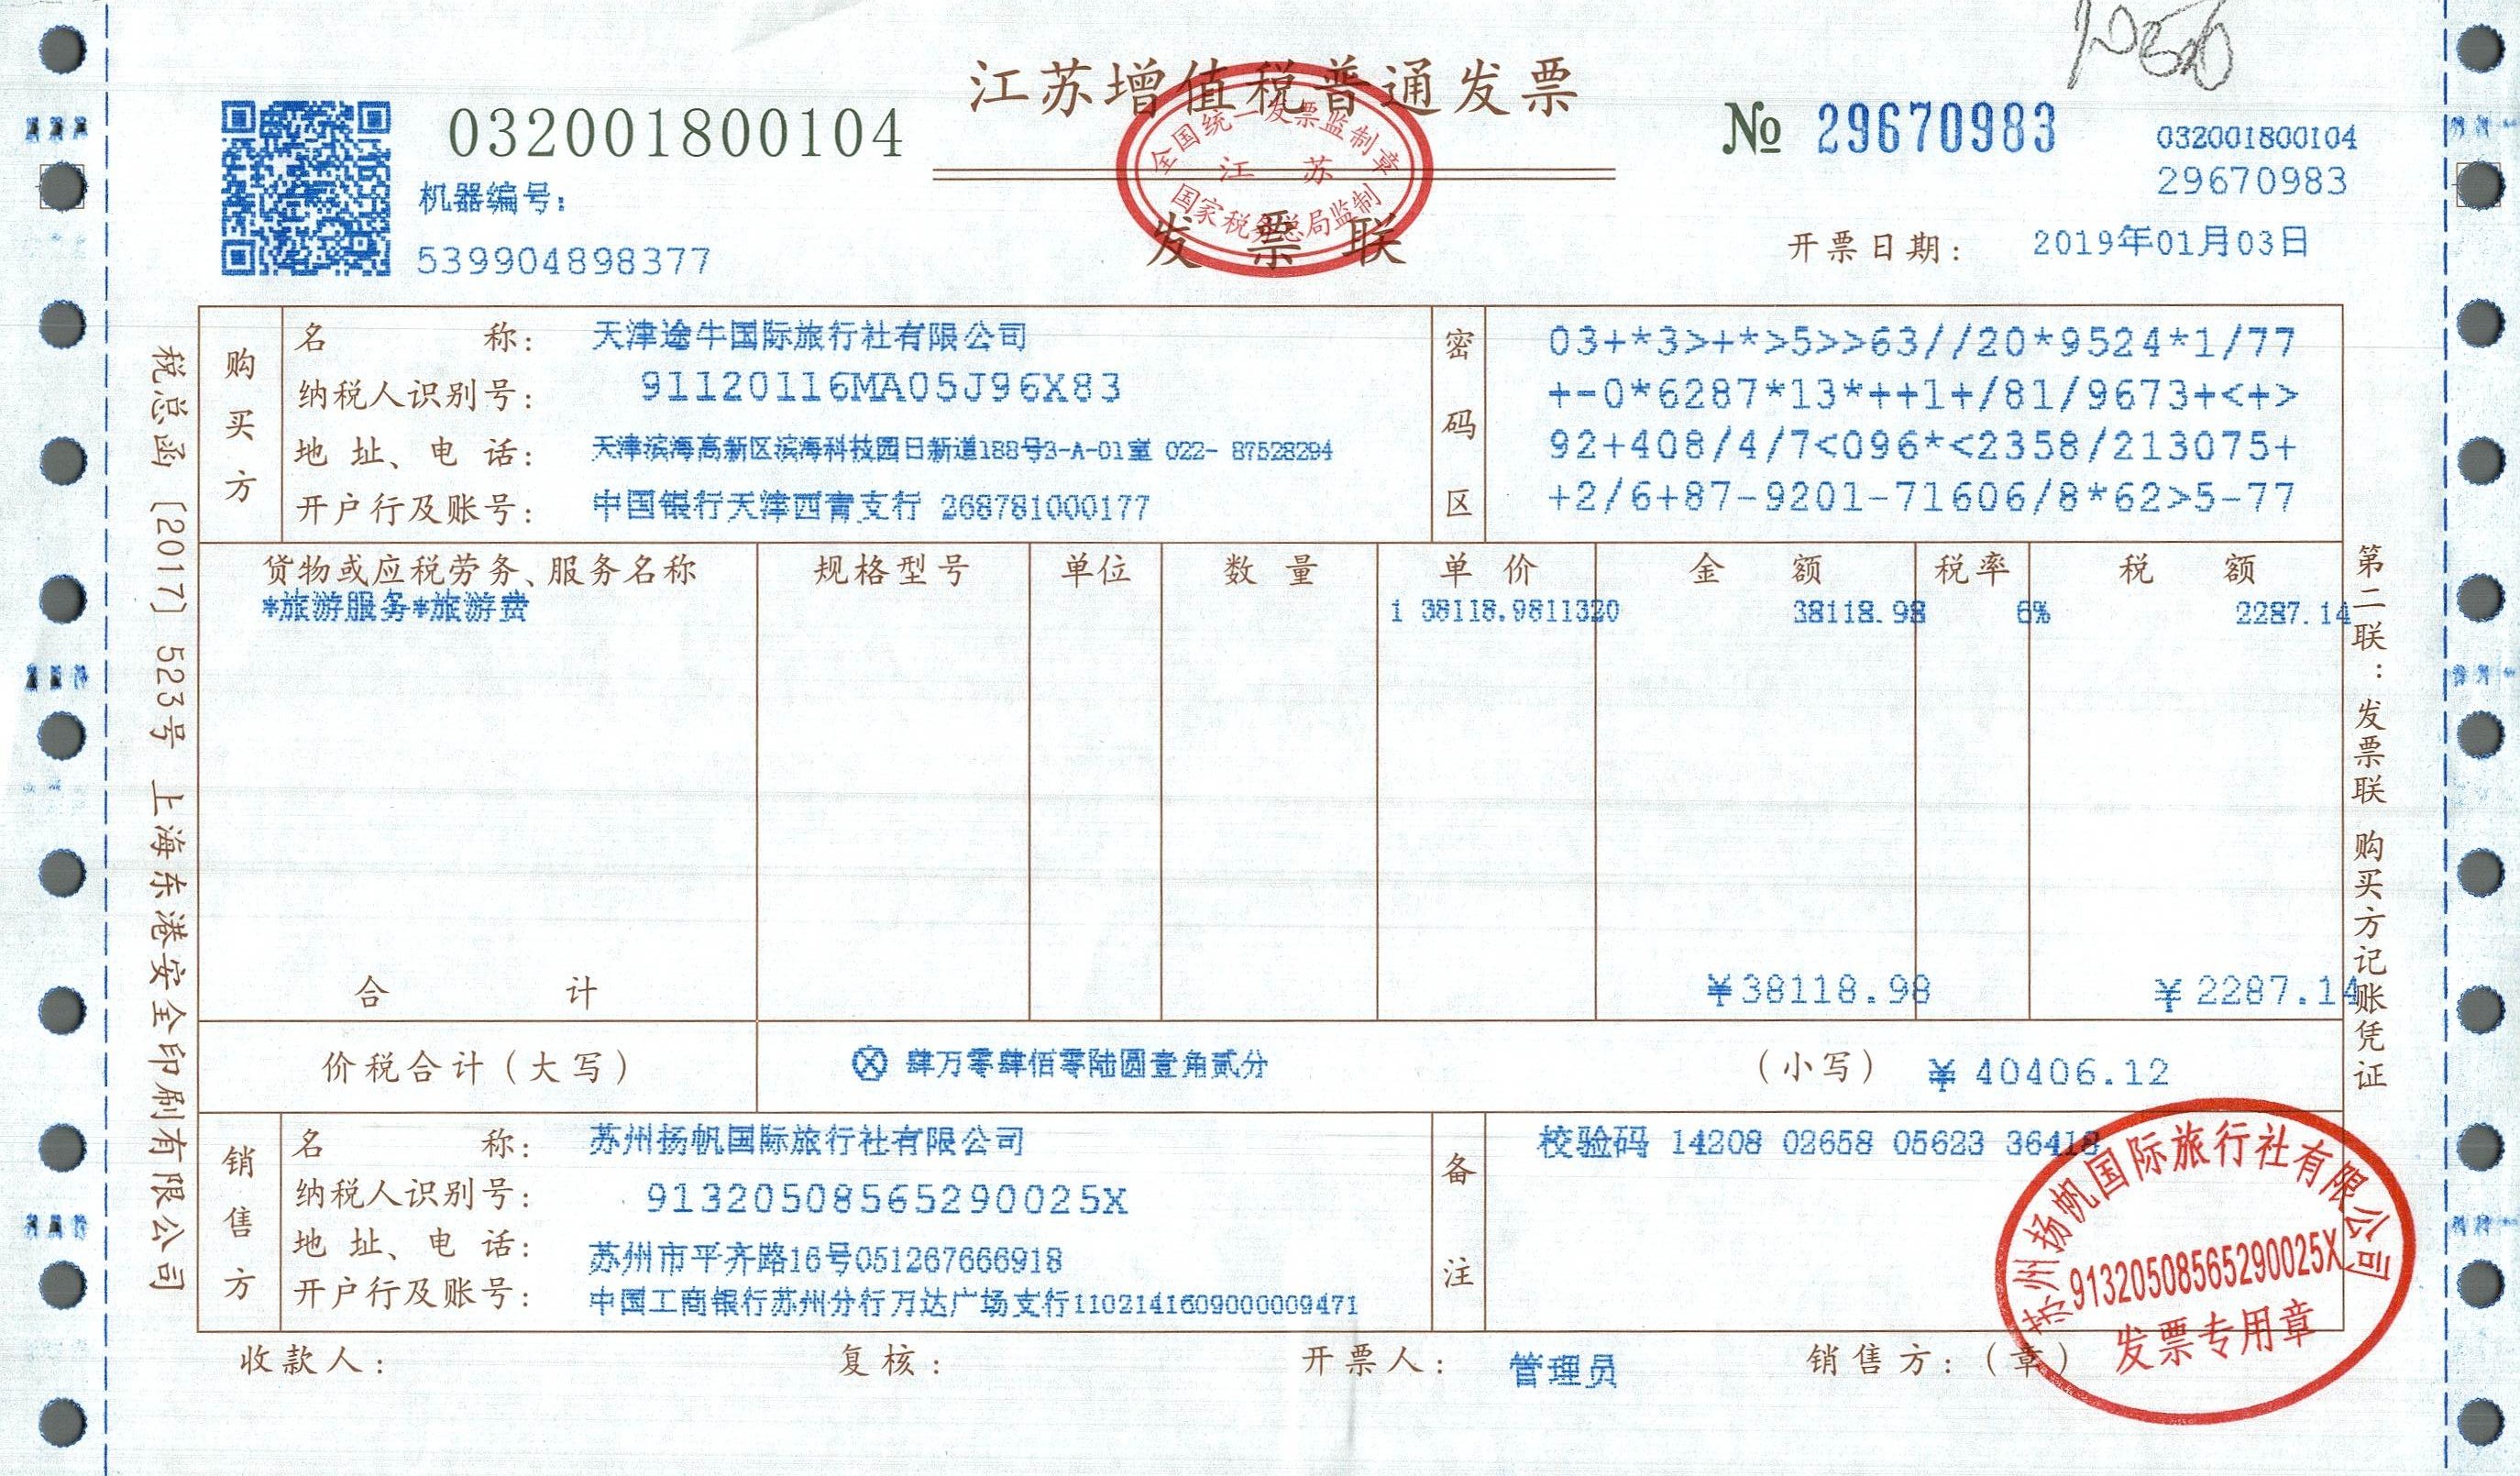 江苏增值税普通发票
032001800104
№ 29670983
032001800104
29670983
机器编号:
539904898377
全国统一发票监制章
江 苏
国家税务总局监制
发 票 联
开票日期: 2019年01月03日
购买方
名 称: 天津途牛国际旅行社有限公司
纳税人识别号: 91120116MA05J96X83
地 址、电 话: 天津滨海高新区滨海科技园日新道188号3-A-01室 022- 87528294
开户行及账号: 中国银行天津西青支行 268781000177
密码区
03+*3>+*>5>>63//20*9524*1/77
+-0*6287*13*++1+/81/9673+<+>
92+408/4/7<096*<2358/213075+
+2/6+87-9201-71606/8*62>5-77
货物或应税劳务、服务名称 规格型号 单位 数 量 单 价 金 额 税率 税 额
*旅游服务*旅游费 1 38118.9811320 38118.98 6% 2287.14
合 计 ¥38118.98 ¥2287.14
价税合计(大写) ⊗ 肆万零肆佰零陆圆壹角贰分 (小写) ¥ 40406.12
销售方
名 称: 苏州扬帆国际旅行社有限公司
纳税人识别号: 91320508565290025X
地 址、电 话: 苏州市平齐路16号051267666918
开户行及账号: 中国工商银行苏州分行万达广场支行1102141609000009471
备注
校验码 14208 02658 05623 36418
收款人: 复核: 开票人: 管理员 销售方:(章)
苏州扬帆国际旅行社有限公司
91320508565290025X
发票专用章
税总函〔2017〕523号 上海东港安全印刷有限公司
第二联:发票联 购买方记账凭证